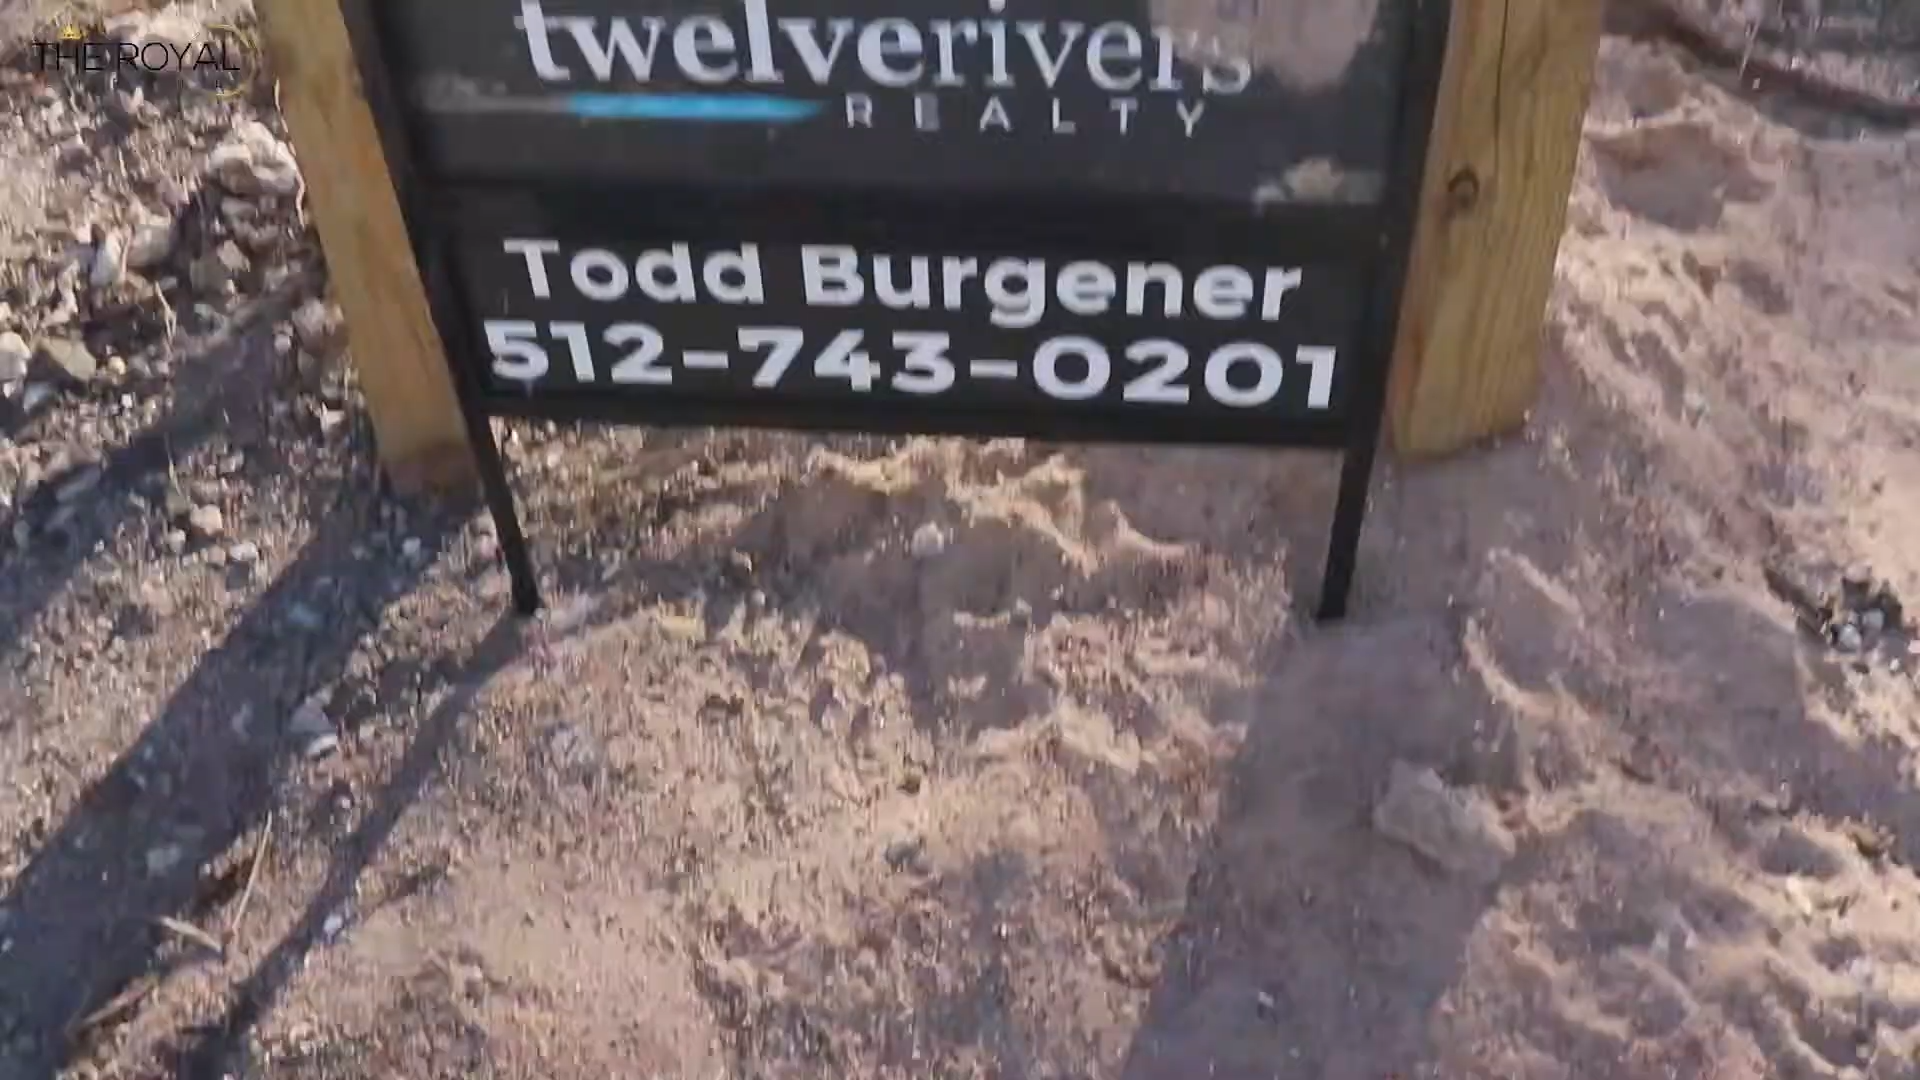 THE ROYAL
twelverivers
REALTY
Todd Burgener
512-743-0201